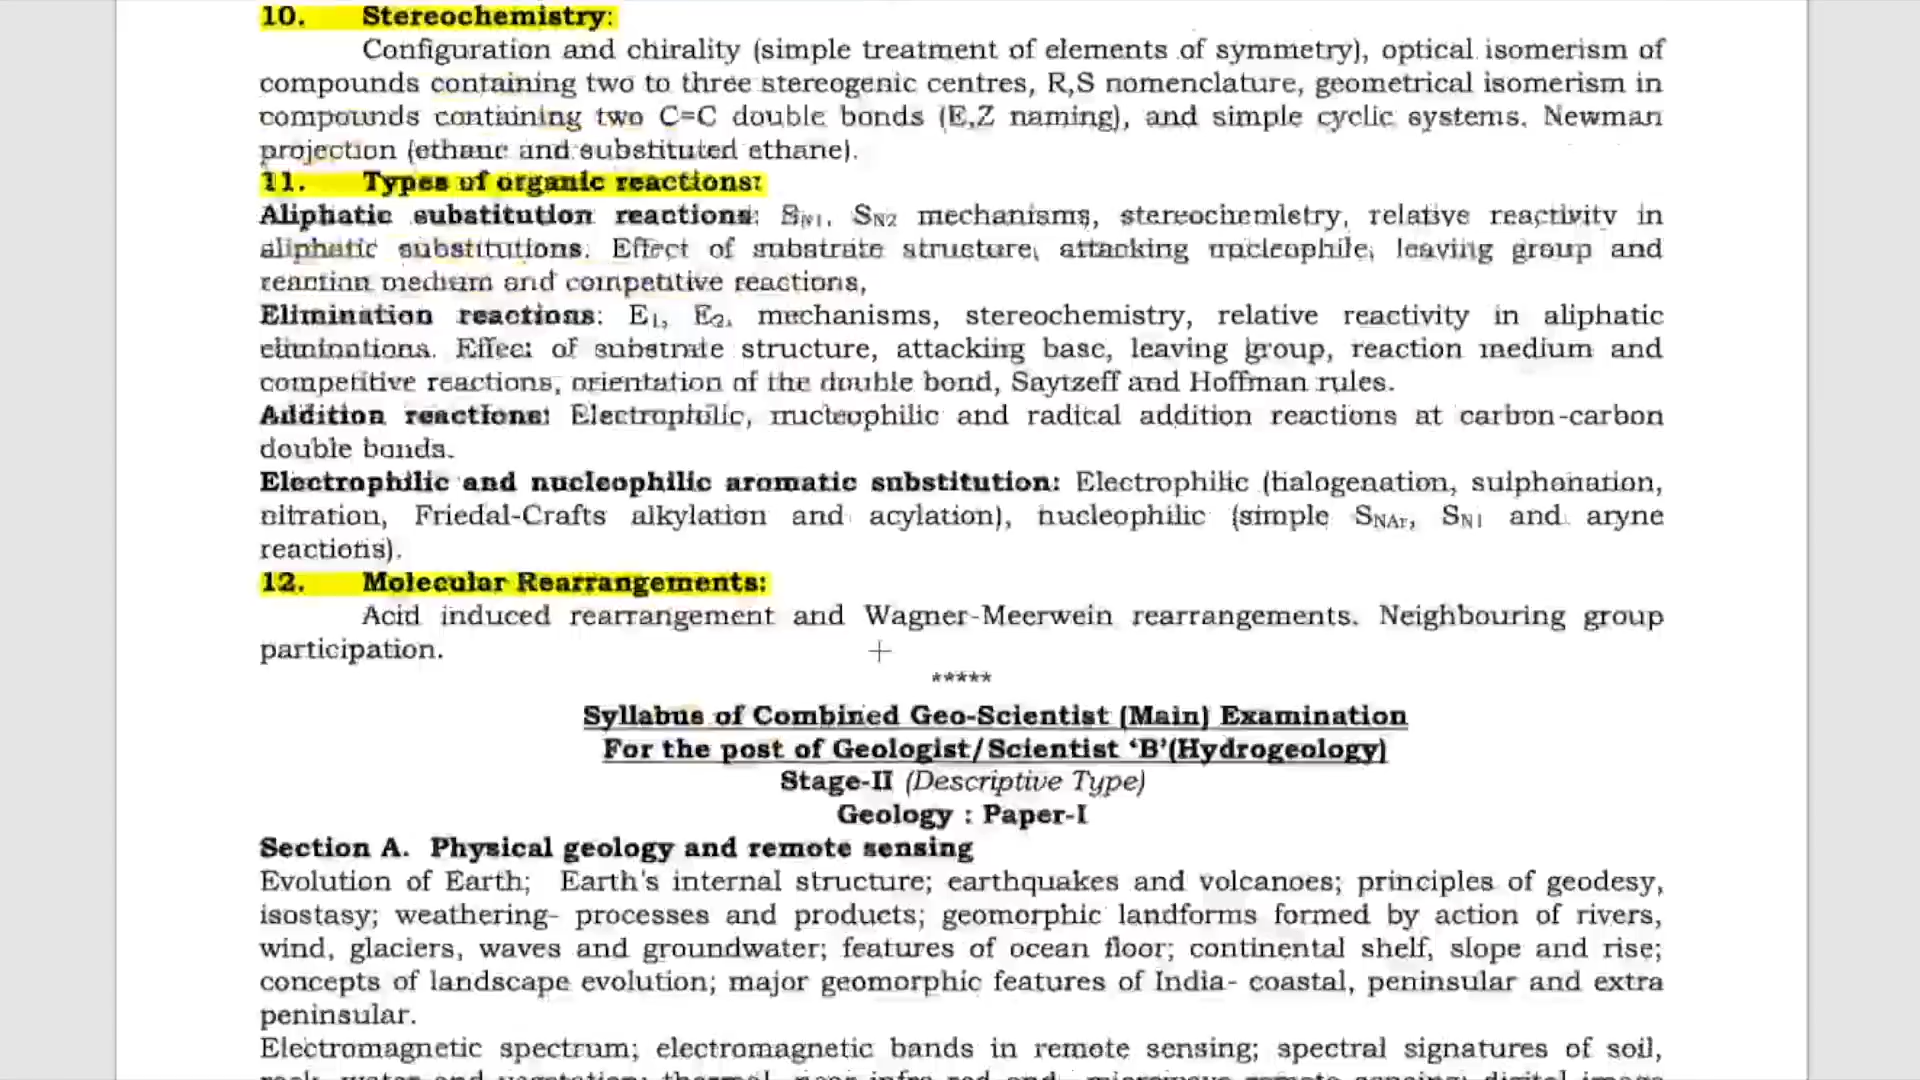 10. Stereochemistry:
Configuration and chirality (simple treatment of elements of symmetry), optical isomerism of
compounds containing two to three stereogenic centres, R,S nomenclature, geometrical isomerism in
compounds containing two C=C double bonds (E,Z naming), and simple cyclic systems, Newman
projection (ethane and substituted ethane).
11. Types of organic reactions:
Aliphatic substitution reactions: SN1, SN2 mechanisms, stereochemistry, relative reactivity in
aliphatic substitutions. Effect of substrate structure, attacking nucleophile, leaving group and
reaction medium and competitive reactions,
Elimination reactions: E1, E2, mechanisms, stereochemistry, relative reactivity in aliphatic
eliminations. Effect of substrate structure, attacking base, leaving group, reaction medium and
competitive reactions, orientation of the double bond, Saytzeff and Hoffman rules.
Addition reactions: Electrophilic, nucleophilic and radical addition reactions at carbon-carbon
double bonds.
Electrophilic and nucleophilic aromatic substitution: Electrophilic (halogenation, sulphonation,
nitration, Friedal-Crafts alkylation and acylation), nucleophilic (simple SNAr, SN1 and aryne
reactions).
12. Molecular Rearrangements:
Acid induced rearrangement and Wagner-Meerwein rearrangements. Neighbouring group
participation.
*****
Syllabus of Combined Geo-Scientist (Main) Examination
For the post of Geologist/Scientist ‘B’(Hydrogeology)
Stage-II (Descriptive Type)
Geology : Paper-I
Section A. Physical geology and remote sensing
Evolution of Earth; Earth's internal structure; earthquakes and volcanoes; principles of geodesy,
isostasy; weathering- processes and products; geomorphic landforms formed by action of rivers,
wind, glaciers, waves and groundwater; features of ocean floor; continental shelf, slope and rise;
concepts of landscape evolution; major geomorphic features of India- coastal, peninsular and extra
peninsular.
Electromagnetic spectrum; electromagnetic bands in remote sensing; spectral signatures of soil,